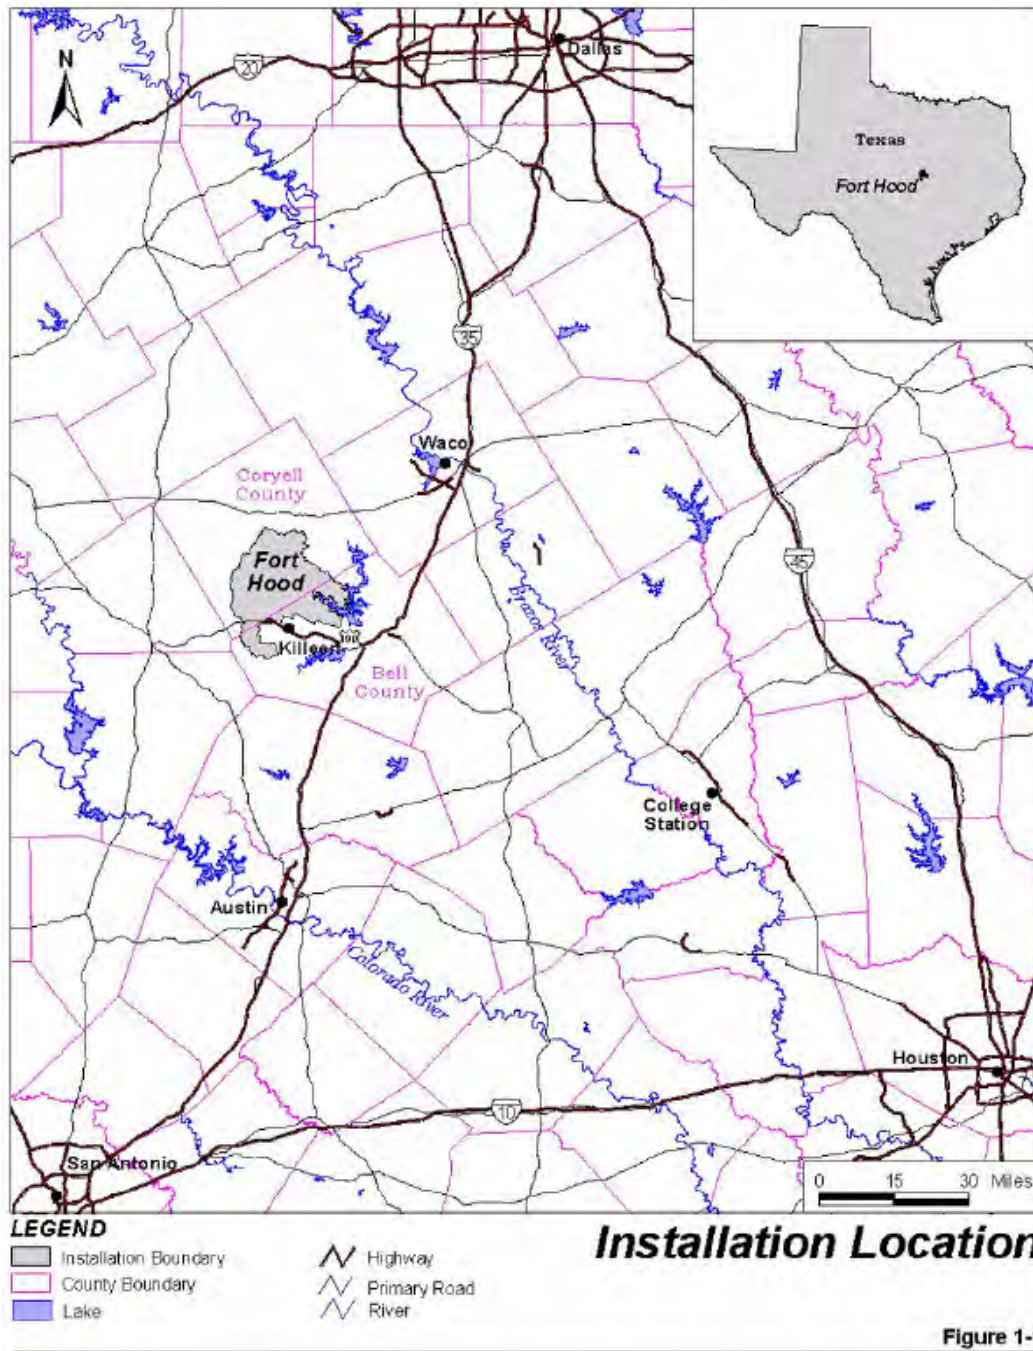 N
20
Dallas
Texas
Fort Hood
35
Waco
Coryell
County
Fort
Hood
Killeen
190
Bell
County
Brazos River
45
College
Station
Austin
Colorado River
Houston
10
San Antonio
0 15 30 Miles
LEGEND
Installation Boundary
County Boundary
Lake
Highway
Primary Road
River
Installation Location
Figure 1-